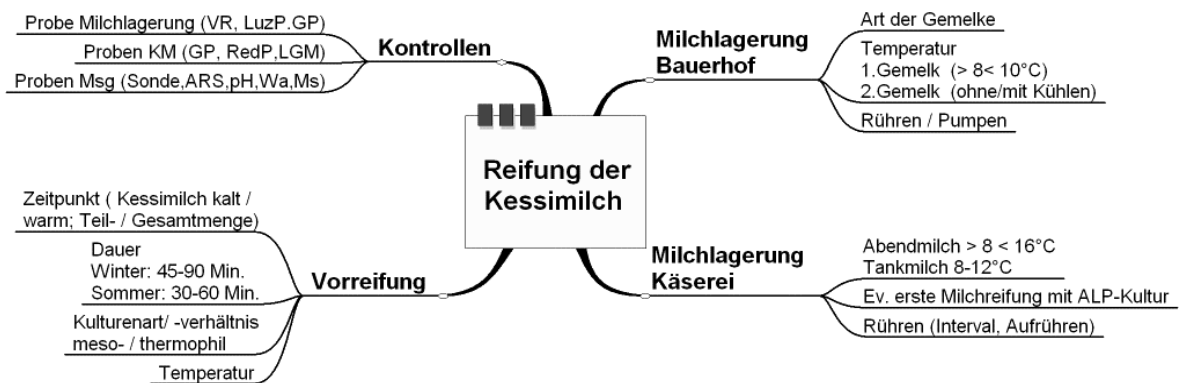 Probe Milchlagerung (VR, LuzP.GP)
Proben KM (GP, RedP,LGM)
Proben Msg (Sonde,ARS,pH,Wa,Ms)
Kontrollen
Milchlagerung
Bauerhof
Art der Gemelke
Temperatur
1.Gemelk (> 8< 10°C)
2.Gemelk (ohne/mit Kühlen)
Rühren / Pumpen
Reifung der
Kessimilch
Zeitpunkt ( Kessimilch kalt /
warm; Teil- / Gesamtmenge)
Dauer
Winter: 45-90 Min.
Sommer: 30-60 Min.
Kulturenart/ -verhältnis
meso- / thermophil
Temperatur
Vorreifung
Milchlagerung
Käserei
Abendmilch > 8 < 16°C
Tankmilch 8-12°C
Ev. erste Milchreifung mit ALP-Kultur
Rühren (Interval, Aufrühren)